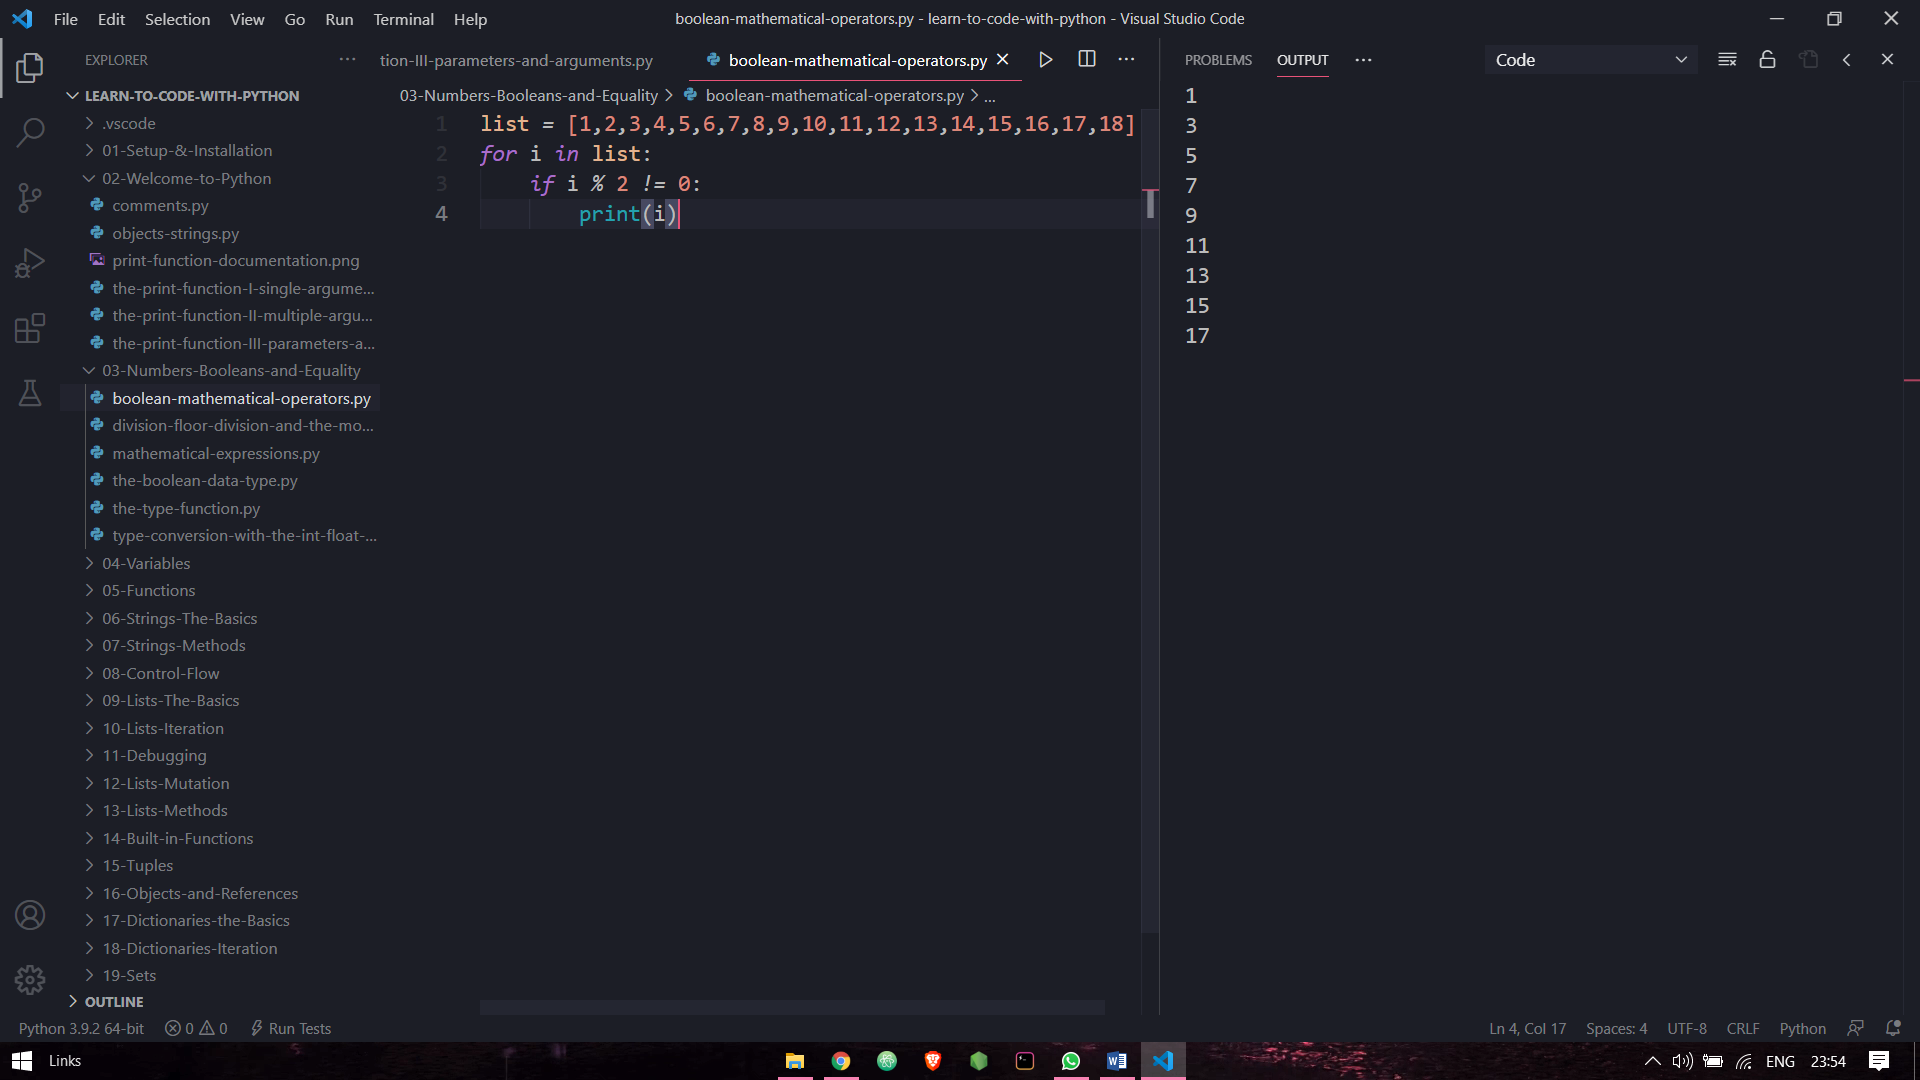 File Edit Selection View Go Run Terminal Help
boolean-mathematical-operators.py - learn-to-code-with-python - Visual Studio Code
EXPLORER
LEARN-TO-CODE-WITH-PYTHON
.vscode
01-Setup-&-Installation
02-Welcome-to-Python
comments.py
objects-strings.py
print-function-documentation.png
the-print-function-I-single-argume...
the-print-function-II-multiple-argu...
the-print-function-III-parameters-a...
03-Numbers-Booleans-and-Equality
boolean-mathematical-operators.py
division-floor-division-and-the-mo...
mathematical-expressions.py
the-boolean-data-type.py
the-type-function.py
type-conversion-with-the-int-float-...
04-Variables
05-Functions
06-Strings-The-Basics
07-Strings-Methods
08-Control-Flow
09-Lists-The-Basics
10-Lists-Iteration
11-Debugging
12-Lists-Mutation
13-Lists-Methods
14-Built-in-Functions
15-Tuples
16-Objects-and-References
17-Dictionaries-the-Basics
18-Dictionaries-Iteration
19-Sets
OUTLINE
tion-III-parameters-and-arguments.py boolean-mathematical-operators.py
03-Numbers-Booleans-and-Equality > boolean-mathematical-operators.py > ...
1 list = [1,2,3,4,5,6,7,8,9,10,11,12,13,14,15,16,17,18]
2 for i in list:
3 if i % 2 != 0:
4 print(i)
PROBLEMS OUTPUT ... Code
1
3
5
7
9
11
13
15
17
Python 3.9.2 64-bit 0 0 Run Tests
Ln 4, Col 17 Spaces: 4 UTF-8 CRLF Python
Links
ENG 23:54